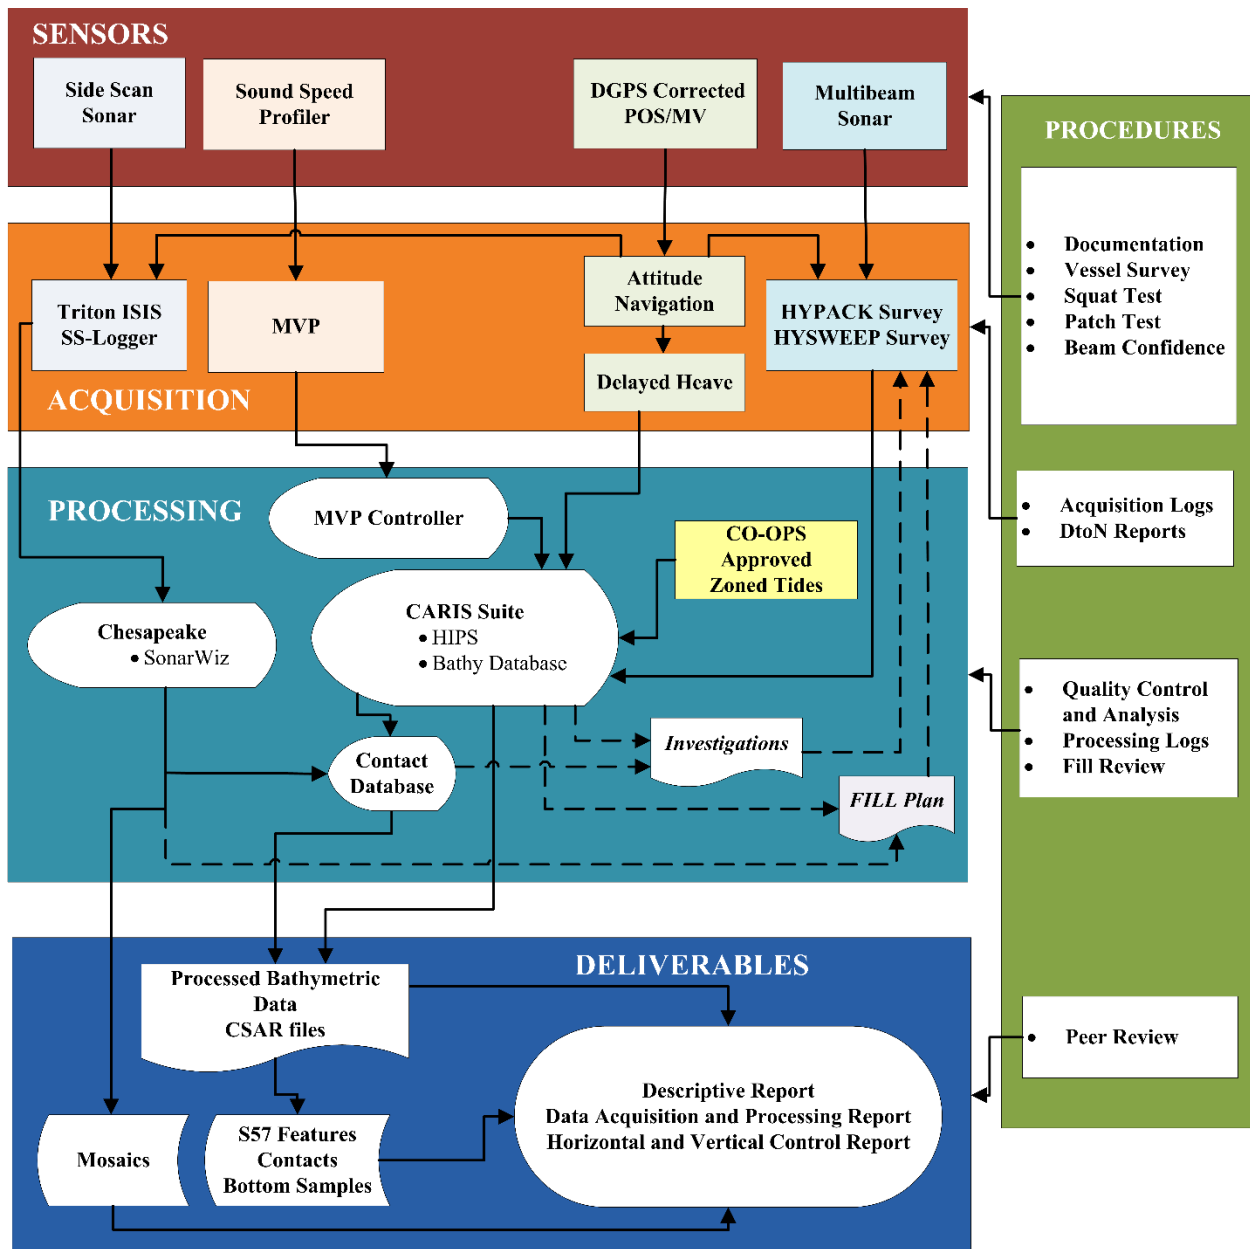 SENSORS
Side Scan
Sonar
Sound Speed
Profiler
DGPS Corrected
POS/MV
Multibeam
Sonar
ACQUISITION
Triton ISIS
SS-Logger
MVP
Attitude
Navigation
Delayed Heave
HYPACK Survey
HYSWEEP Survey
PROCESSING
MVP Controller
CO-OPS
Approved
Zoned Tides
CARIS Suite
• HIPS
• Bathy Database
Chesapeake
• SonarWiz
Contact
Database
Investigations
FILL Plan
DELIVERABLES
Processed Bathymetric
Data
CSAR files
Mosaics
S57 Features
Contacts
Bottom Samples
Descriptive Report
Data Acquisition and Processing Report
Horizontal and Vertical Control Report
PROCEDURES
• Documentation
• Vessel Survey
• Squat Test
• Patch Test
• Beam Confidence
• Acquisition Logs
• DtoN Reports
• Quality Control
and Analysis
• Processing Logs
• Fill Review
• Peer Review